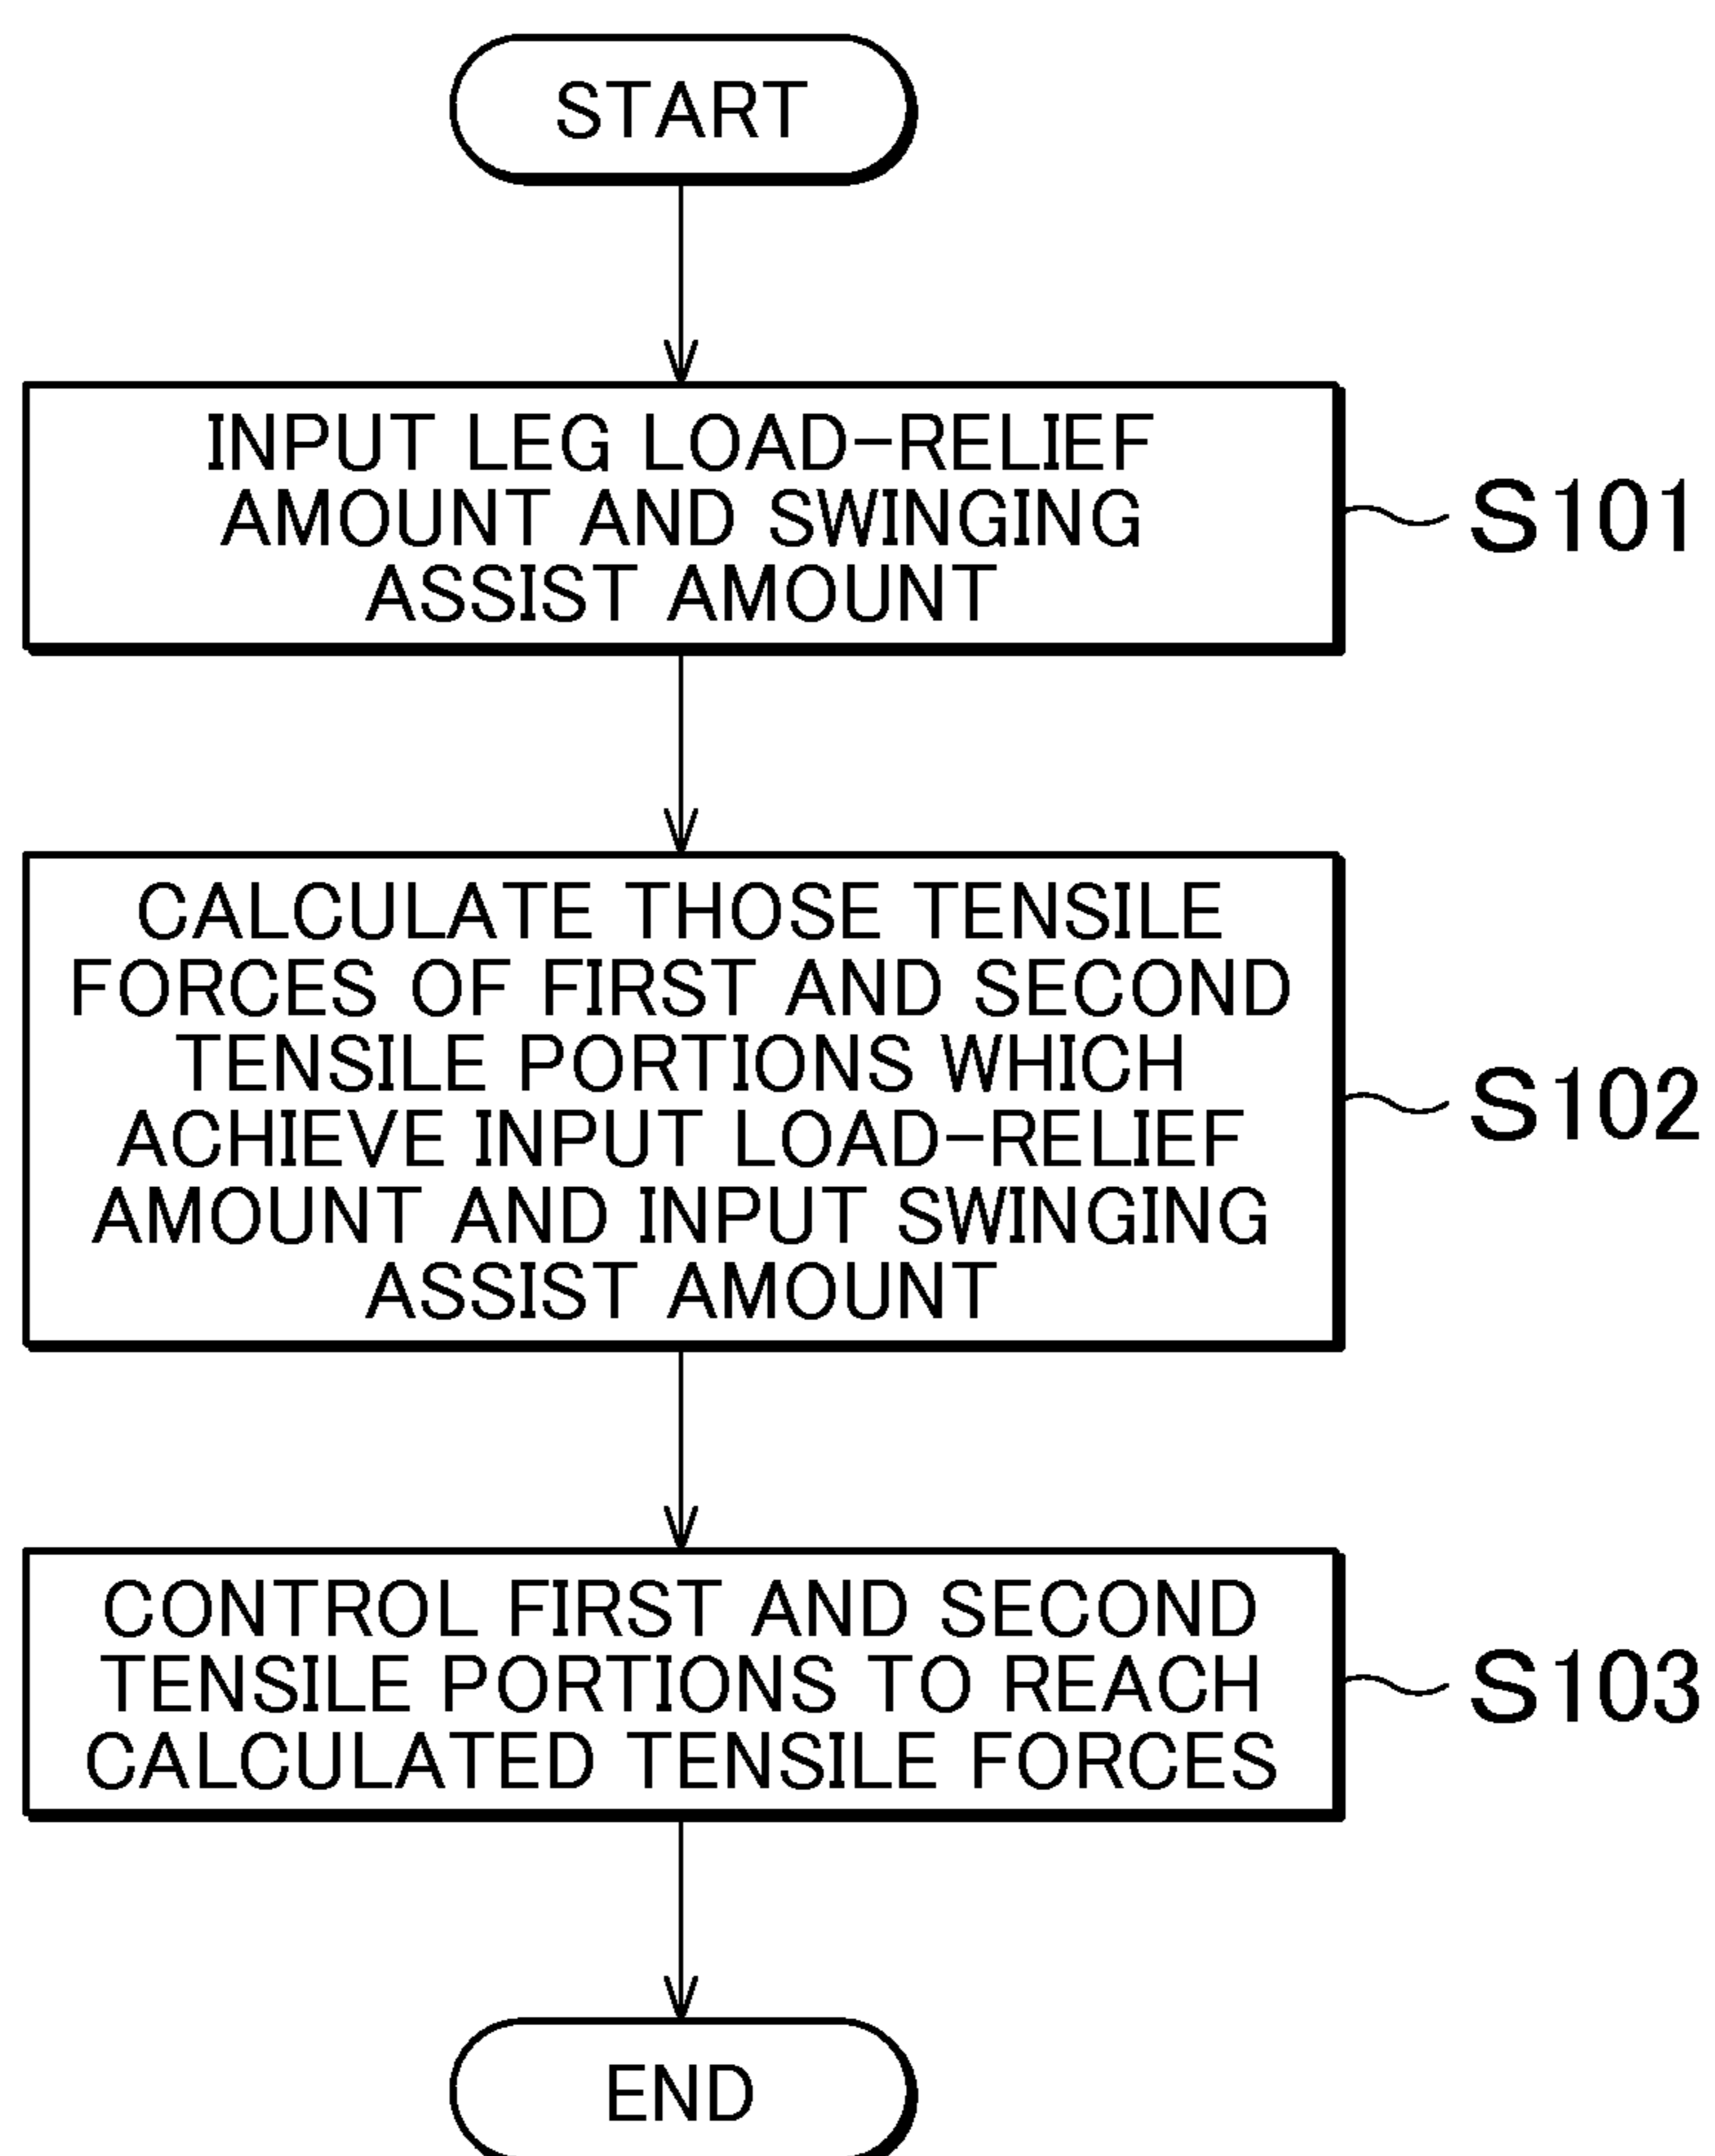 START
INPUT LEG LOAD-RELIEF
AMOUNT AND SWINGING
ASSIST AMOUNT
S101
CALCULATE THOSE TENSILE
FORCES OF FIRST AND SECOND
TENSILE PORTIONS WHICH
ACHIEVE INPUT LOAD-RELIEF
AMOUNT AND INPUT SWINGING
ASSIST AMOUNT
S102
CONTROL FIRST AND SECOND
TENSILE PORTIONS TO REACH
CALCULATED TENSILE FORCES
S103
END